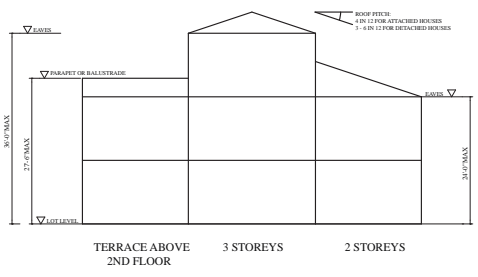 ROOF PITCH:
4 IN 12 FOR ATTACHED HOUSES
3 - 6 IN 12 FOR DETACHED HOUSES
EAVES
PARAPET OR BALUSTRADE
EAVES
36'-0"MAX
27'-6"MAX
24'-0"MAX
LOT LEVEL
TERRACE ABOVE
2ND FLOOR
3 STOREYS
2 STOREYS